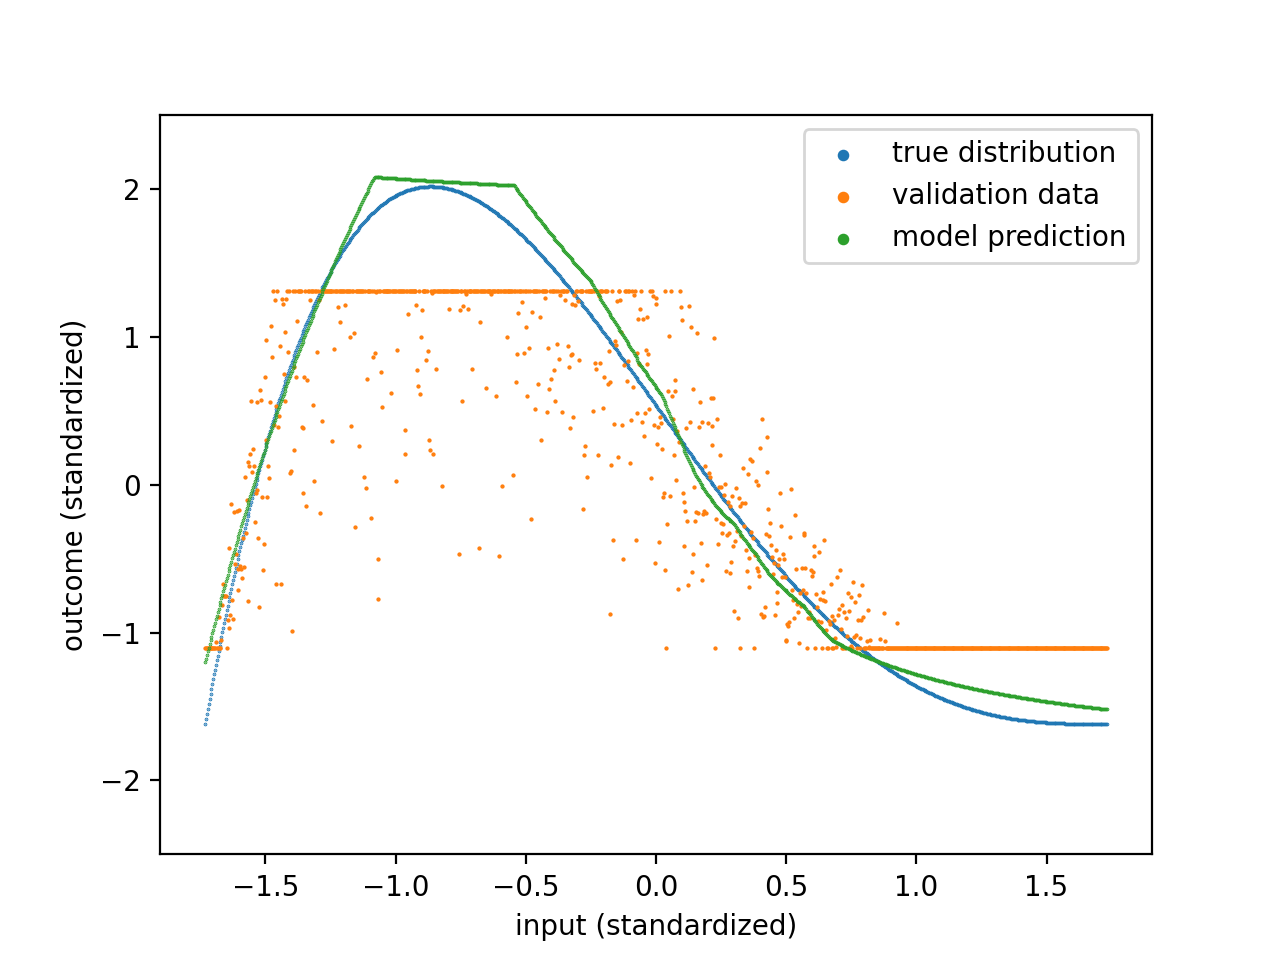 true distribution
validation data
model prediction
2
1
0
−1
−2
outcome (standardized)
−1.5 −1.0 −0.5 0.0 0.5 1.0 1.5
input (standardized)